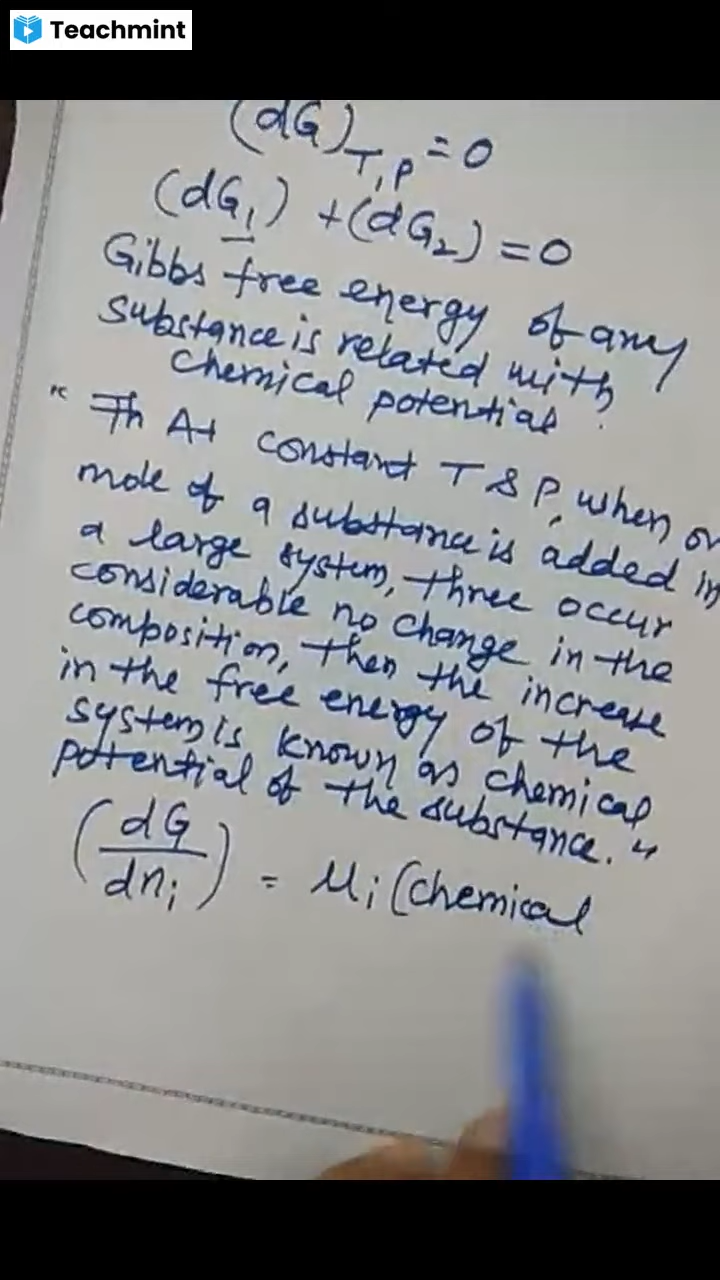 Teachmint
(dG)T,P = 0
(dG1) + (dG2) = 0
Gibbs free energy of any
substance is related with
chemical potential.
" At constant T & P, when
mole of a substance is added in
a large system, three occur
considerable no change in the
composition, then the increase
in the free energy of the
system is known as chemical
potential of the substance. "
(dG/dni) = μi (chemical